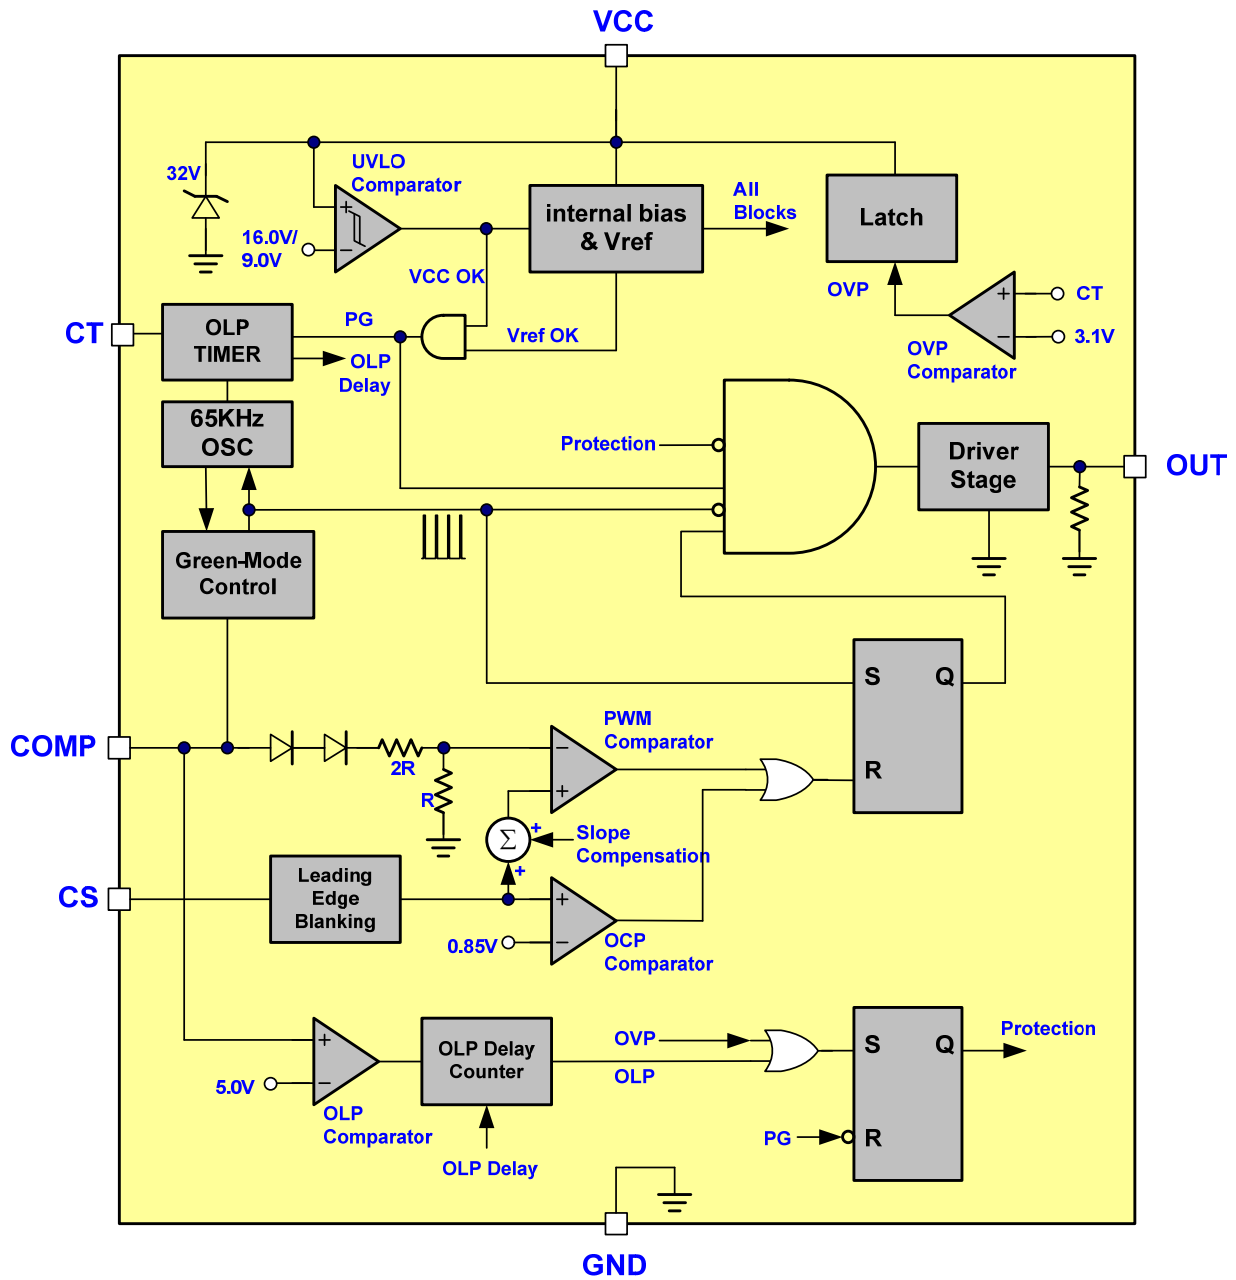 VCC
UVLO
Comparator
32V
16.0V/
9.0V
+
−
VCC OK
internal bias
& Vref
All
Blocks
Latch
OVP
+
−
CT
3.1V
OVP
Comparator
CT
OLP
TIMER
PG
OLP
Delay
Vref OK
65KHz
OSC
Protection
Driver
Stage
OUT
Green-Mode
Control
S
Q
R
COMP
2R
R
PWM
Comparator
−
+
Σ
+
+
Slope
Compensation
CS
Leading
Edge
Blanking
+
−
0.85V
OCP
Comparator
+
−
5.0V
OLP
Comparator
OLP Delay
Counter
OLP Delay
OVP
OLP
S
Q
R
PG
Protection
GND